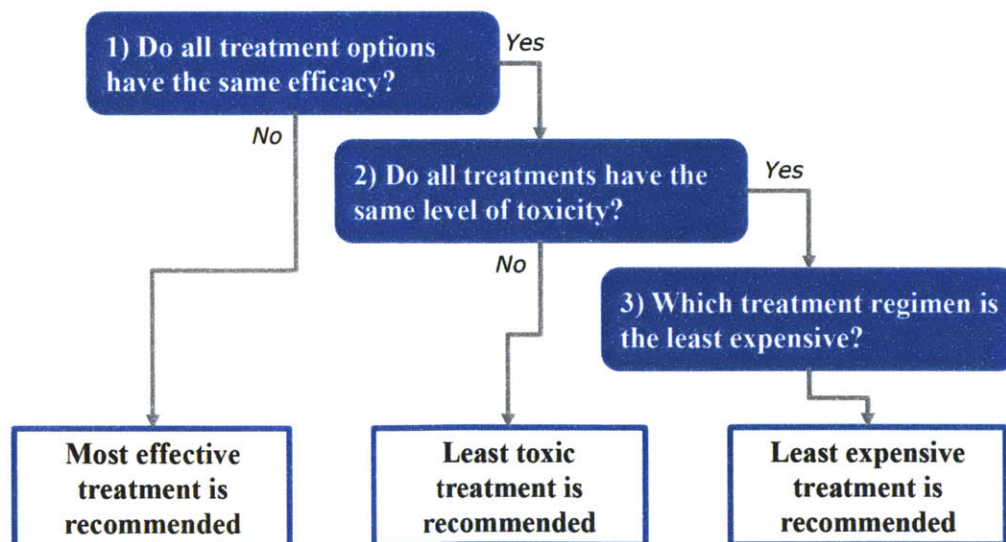 1) Do all treatment options
have the same efficacy?
Yes
No
2) Do all treatments have the
same level of toxicity?
Yes
No
3) Which treatment regimen is
the least expensive?
Most effective
treatment is
recommended
Least toxic
treatment is
recommended
Least expensive
treatment is
recommended